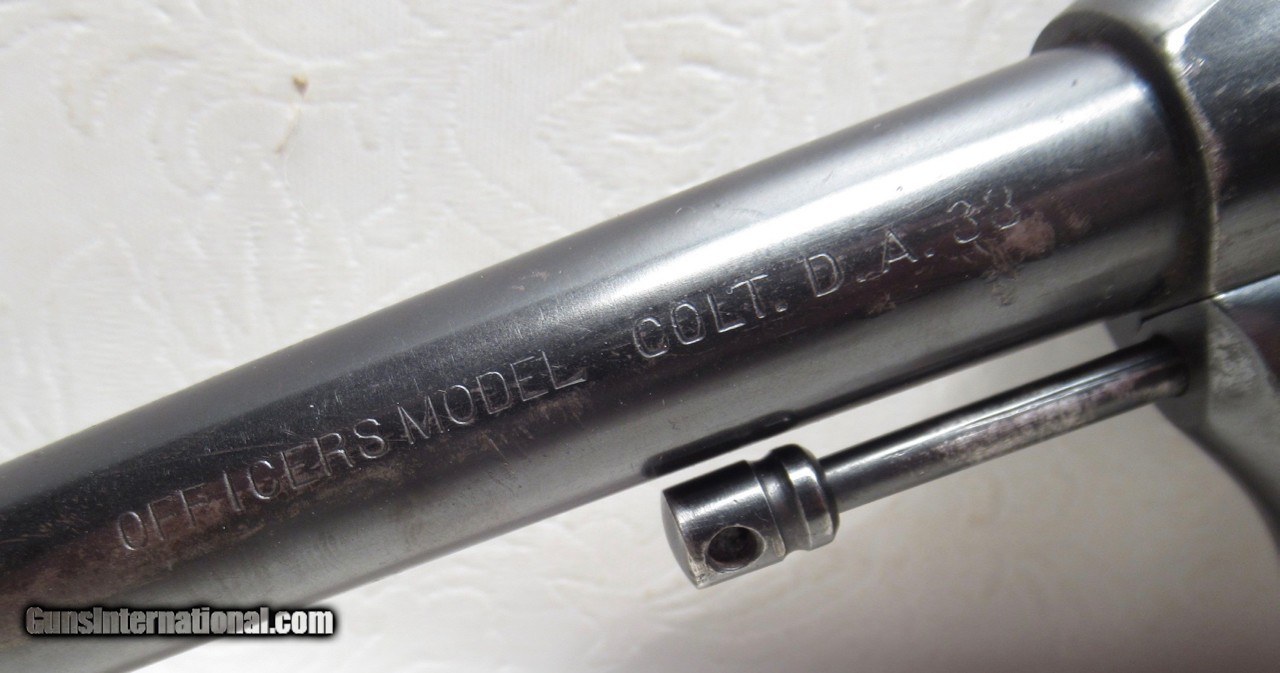 OFFICERS MODEL COLT. D.A. 38
GunsInternational.com